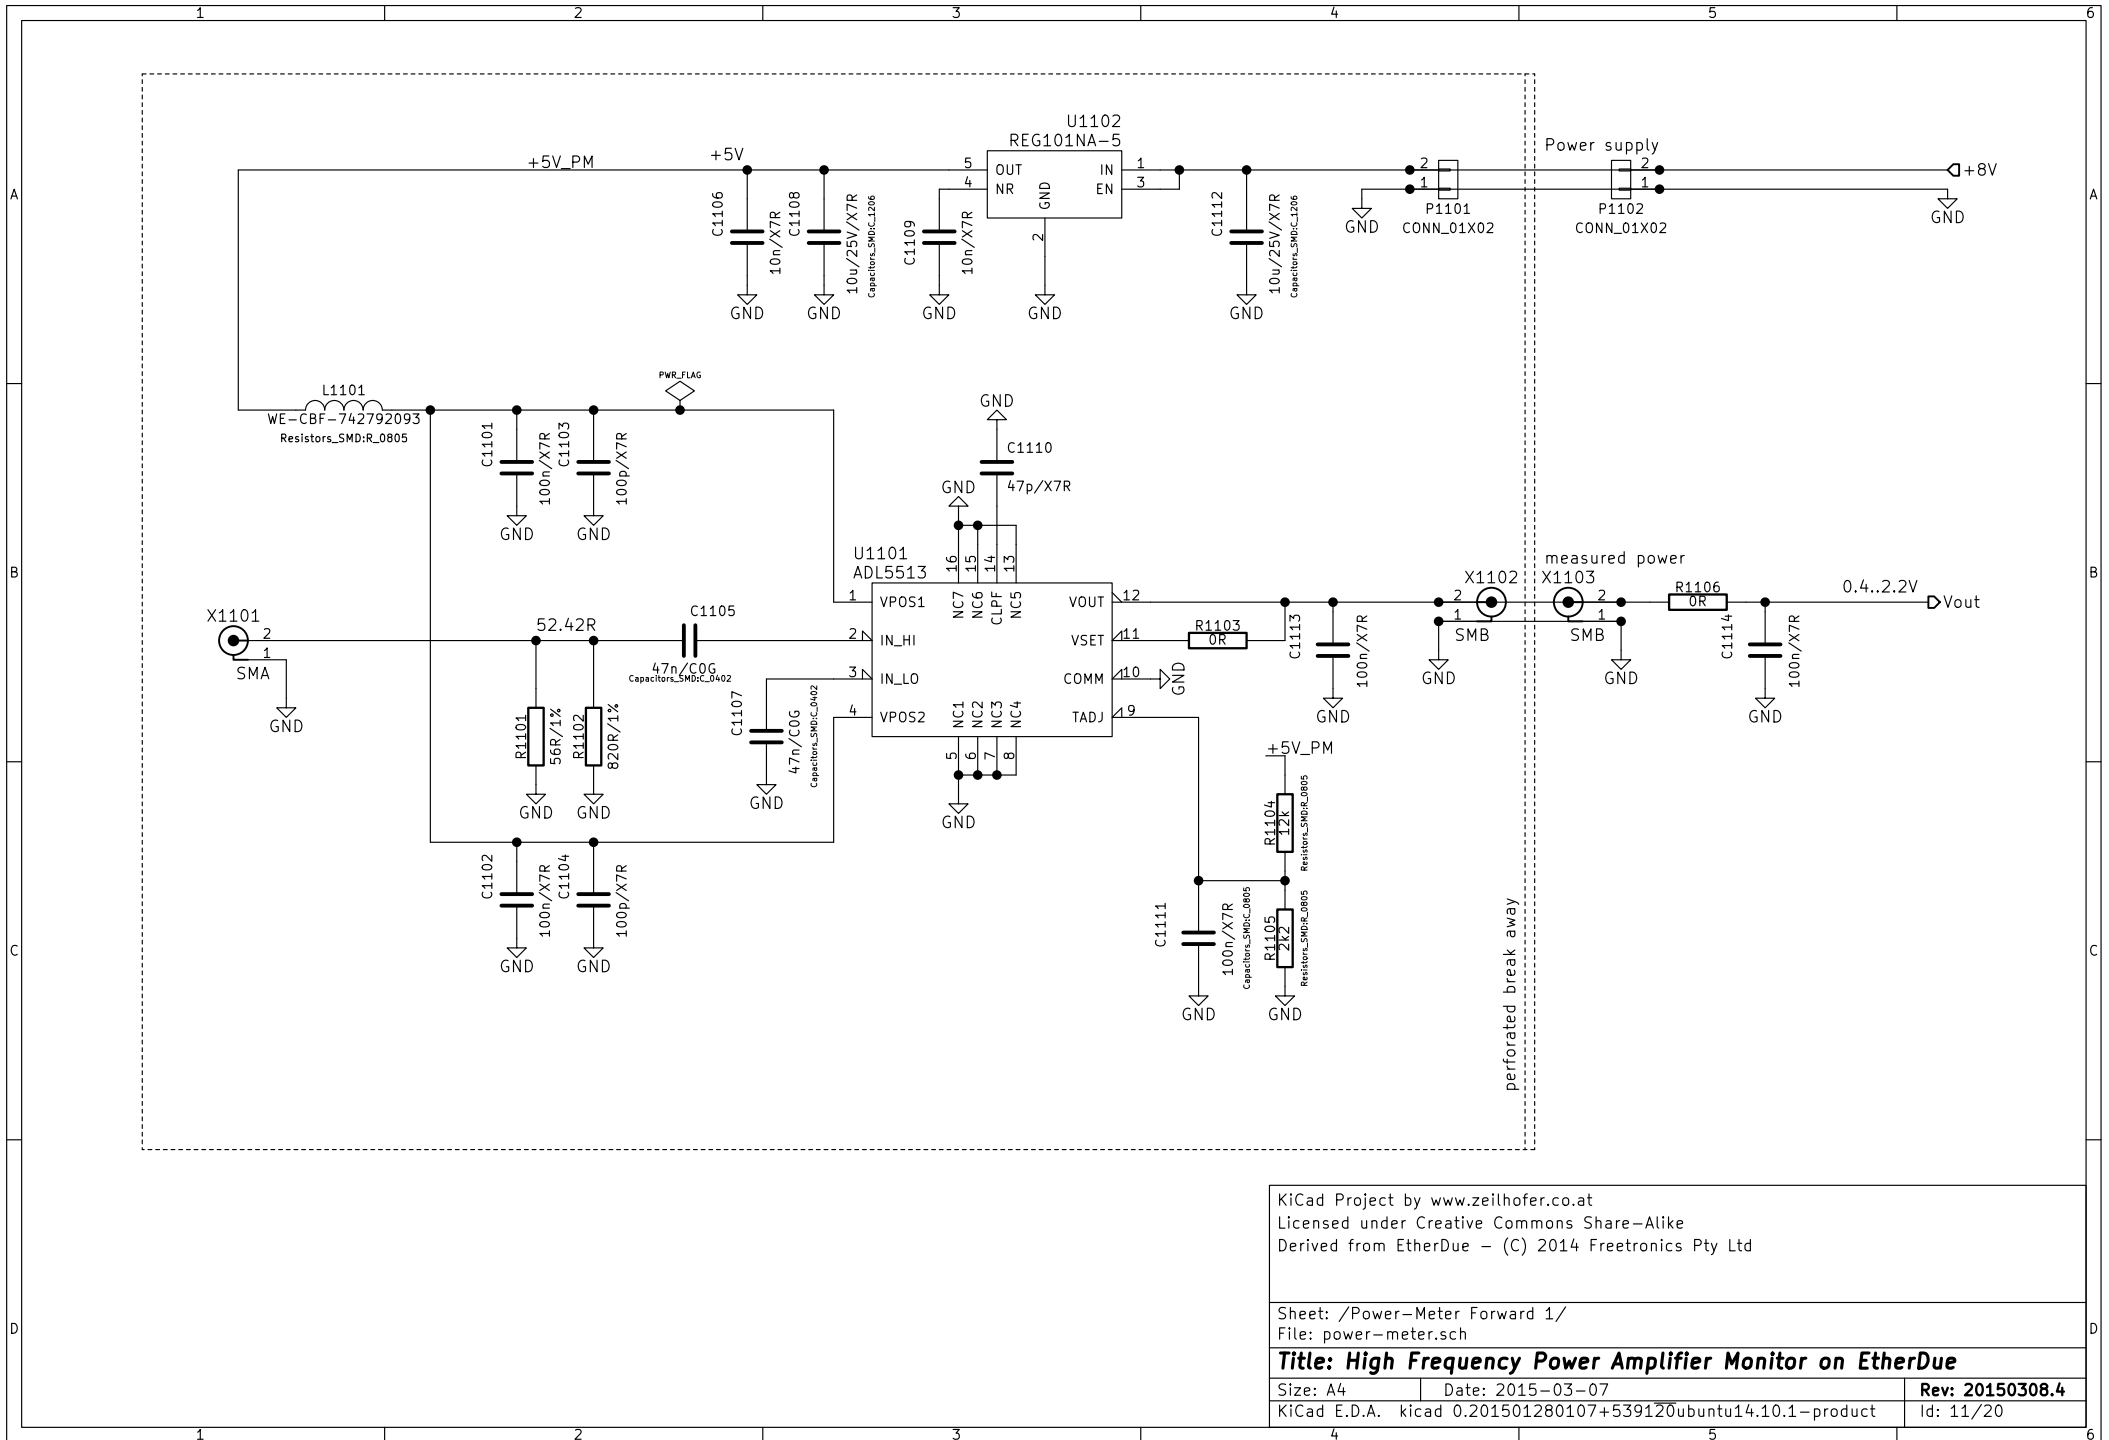 1 2 3 4 5 6
A
B
C
D
U1102
REG101NA-5
+5V_PM
+5V
5 OUT
4 NR
IN 1
EN 3
GND
2
C1106
10n/X7R
GND
C1108
10u/25V/X7R
Capacitors_SMD:C_1206
GND
C1109
10n/X7R
GND
GND
C1112
10u/25V/X7R
Capacitors_SMD:C_1206
GND
GND
2
1
P1101
CONN_01X02
Power supply
2
1
P1102
CONN_01X02
+8V
GND
L1101
WE-CBF-742792093
Resistors_SMD:R_0805
PWR_FLAG
C1101
100n/X7R
GND
C1103
100p/X7R
GND
GND
C1110
47p/X7R
GND
16 15 14 13
U1101
ADL5513
1 VPOS1
2 IN_HI
3 IN_LO
4 VPOS2
NC7 NC6 CLPF NC5
VOUT 12
VSET 11
COMM 10
TADJ 9
NC1 NC2 NC3 NC4
5 6 7 8
GND
GND
X1101
2
1
SMA
GND
52.42R
C1105
47n/C0G
Capacitors_SMD:C_0402
R1101
56R/1%
GND
R1102
820R/1%
GND
C1107
47n/C0G
Capacitors_SMD:C_0402
GND
R1103
0R
C1113
100n/X7R
GND
X1102
2
1
SMB
GND
measured power
X1103
2
1
SMB
GND
R1106
0R
C1114
100n/X7R
GND
0.4..2.2V
Vout
+5V_PM
R1104
12k
Resistors_SMD:R_0805
R1105
2k2
Resistors_SMD:R_0805
GND
C1111
100n/X7R
Capacitors_SMD:C_0805
GND
C1102
100n/X7R
GND
C1104
100p/X7R
GND
perforated break away
KiCad Project by www.zeilhofer.co.at
Licensed under Creative Commons Share-Alike
Derived from EtherDue - (C) 2014 Freetronics Pty Ltd
Sheet: /Power-Meter Forward 1/
File: power-meter.sch
Title: High Frequency Power Amplifier Monitor on EtherDue
Size: A4 Date: 2015-03-07 Rev: 20150308.4
KiCad E.D.A. kicad 0.201501280107+539120ubuntu14.10.1-product Id: 11/20
A
B
C
D
1 2 3 4 5 6